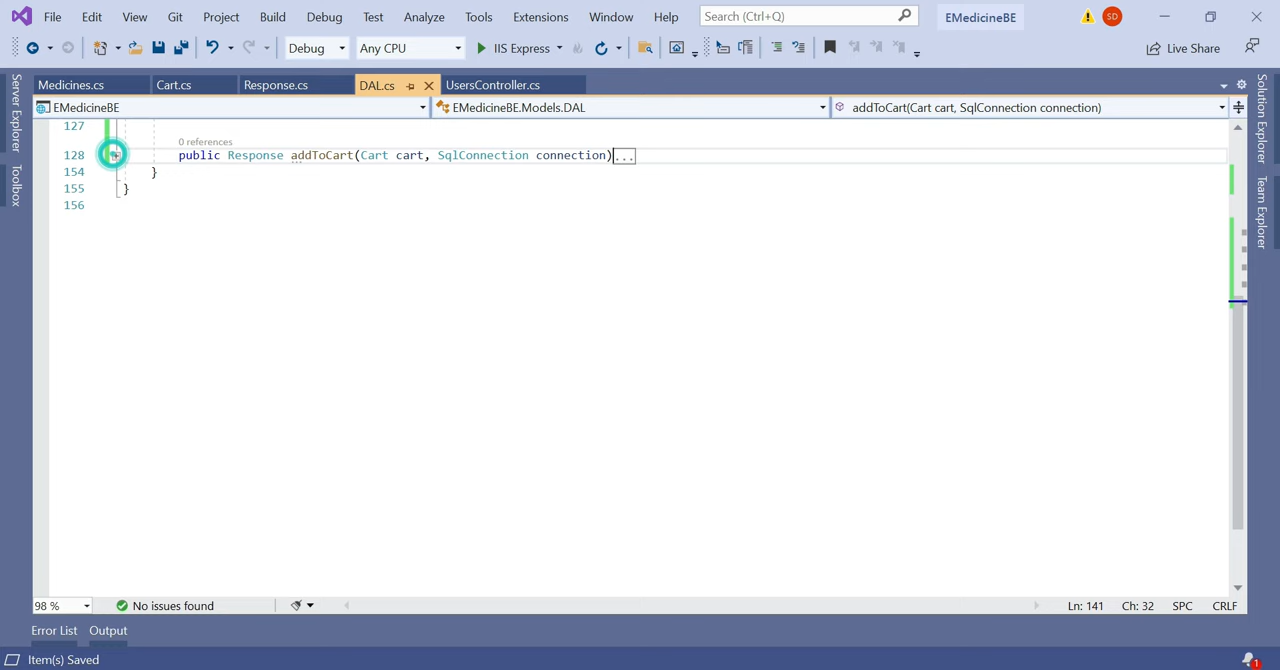 File Edit View Git Project Build Debug Test Analyze Tools Extensions Window Help Search (Ctrl+Q) EMedicineBE SD
Debug Any CPU IIS Express Live Share
Medicines.cs Cart.cs Response.cs DAL.cs UsersController.cs
EMedicineBE EMedicineBE.Models.DAL addToCart(Cart cart, SqlConnection connection)
Server Explorer
Toolbox
Solution Explorer
Team Explorer
127
0 references
128 public Response addToCart(Cart cart, SqlConnection connection)...
154 }
155 }
156
98 % No issues found Ln: 141 Ch: 32 SPC CRLF
Error List Output
Item(s) Saved 1